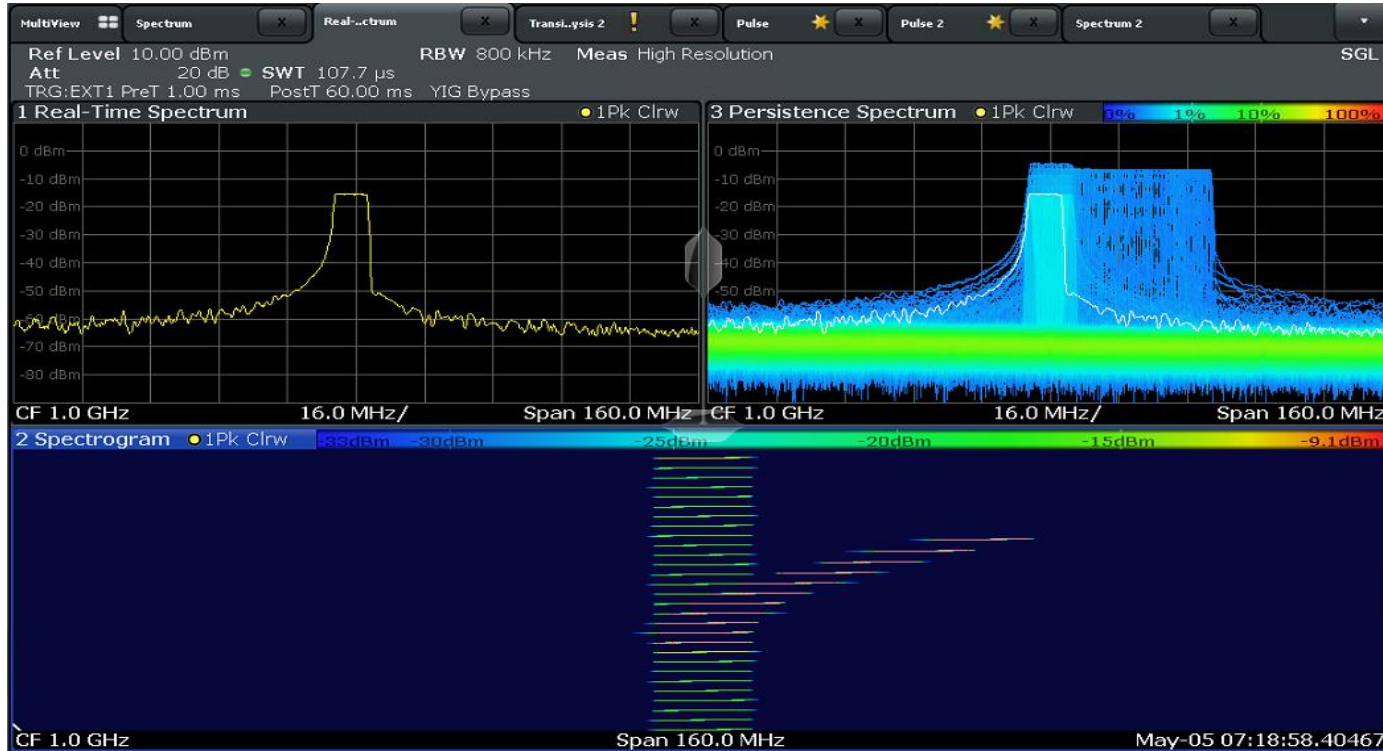 MultiView Spectrum X Real-..ctrum X Transi..ysis 2 ! X Pulse X Pulse 2 X Spectrum 2 X
Ref Level 10.00 dBm RBW 800 kHz Meas High Resolution SGL
Att 20 dB SWT 107.7 µs
TRG:EXT1 PreT 1.00 ms PostT 60.00 ms YIG Bypass
1 Real-Time Spectrum 1Pk Clrw
0 dBm
-10 dBm
-20 dBm
-30 dBm
-40 dBm
-50 dBm
-60 dBm
-70 dBm
-80 dBm
CF 1.0 GHz 16.0 MHz/ Span 160.0 MHz
3 Persistence Spectrum 1Pk Clrw 0% 1% 10% 100%
0 dBm
-10 dBm
-20 dBm
-30 dBm
-40 dBm
-50 dBm
CF 1.0 GHz 16.0 MHz/ Span 160.0 MHz
2 Spectrogram 1Pk Clrw -33dBm -30dBm -25dBm -20dBm -15dBm -9.1dBm
CF 1.0 GHz Span 160.0 MHz May-05 07:18:58.40467